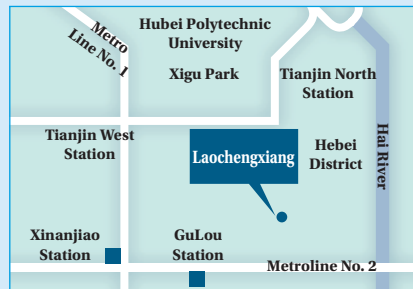 Metro
Line No. 1
Hubei Polytechnic
University
Xigu Park
Tianjin North
Station
Tianjin West
Station
Laochengxiang
Hebei
District
Hai River
Xinanjiao
Station
GuLou
Station
Metroline No. 2